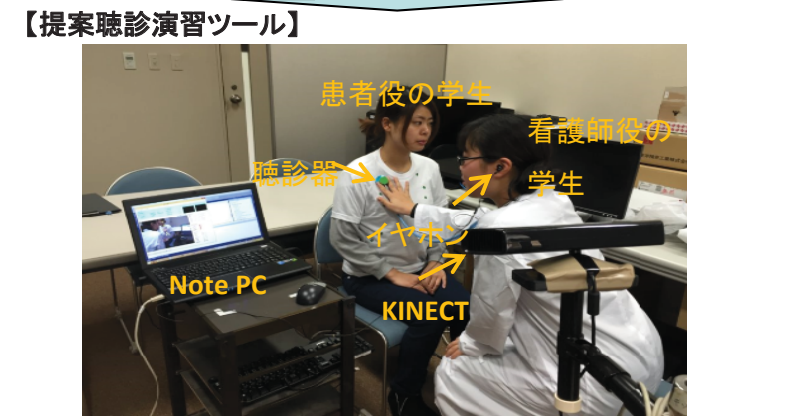 【提案聴診演習ツール】
患者役の学生
看護師役の
学生
聴診器
イヤホン
Note PC
KINECT